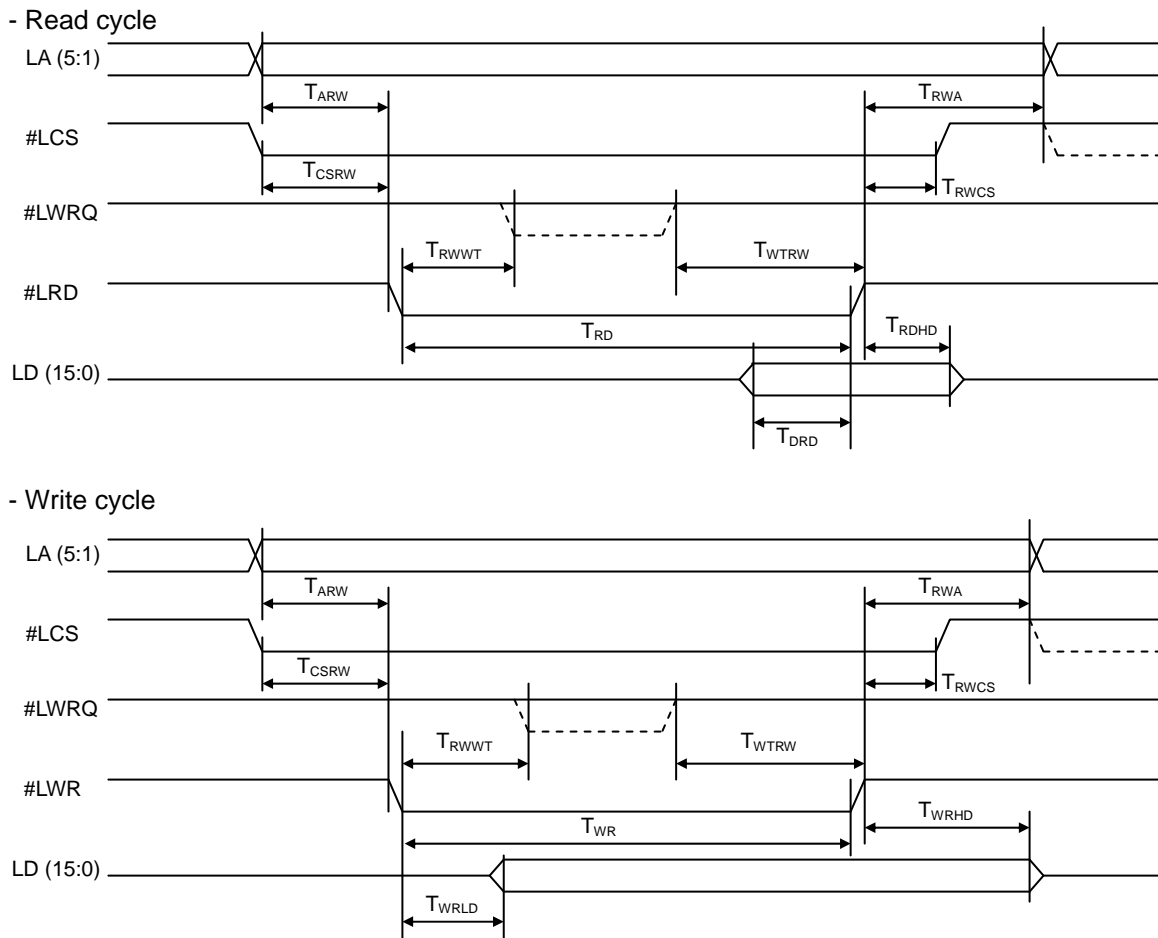 - Read cycle
LA (5:1)
TARW
TRWA
#LCS
TCSRW
TRWCS
#LWRQ
TRWWT
TWTRW
#LRD
TRD
TRDHD
LD (15:0)
TDRD
- Write cycle
LA (5:1)
TARW
TRWA
#LCS
TCSRW
TRWCS
#LWRQ
TRWWT
TWTRW
#LWR
TWR
TWRHD
LD (15:0)
TWRLD